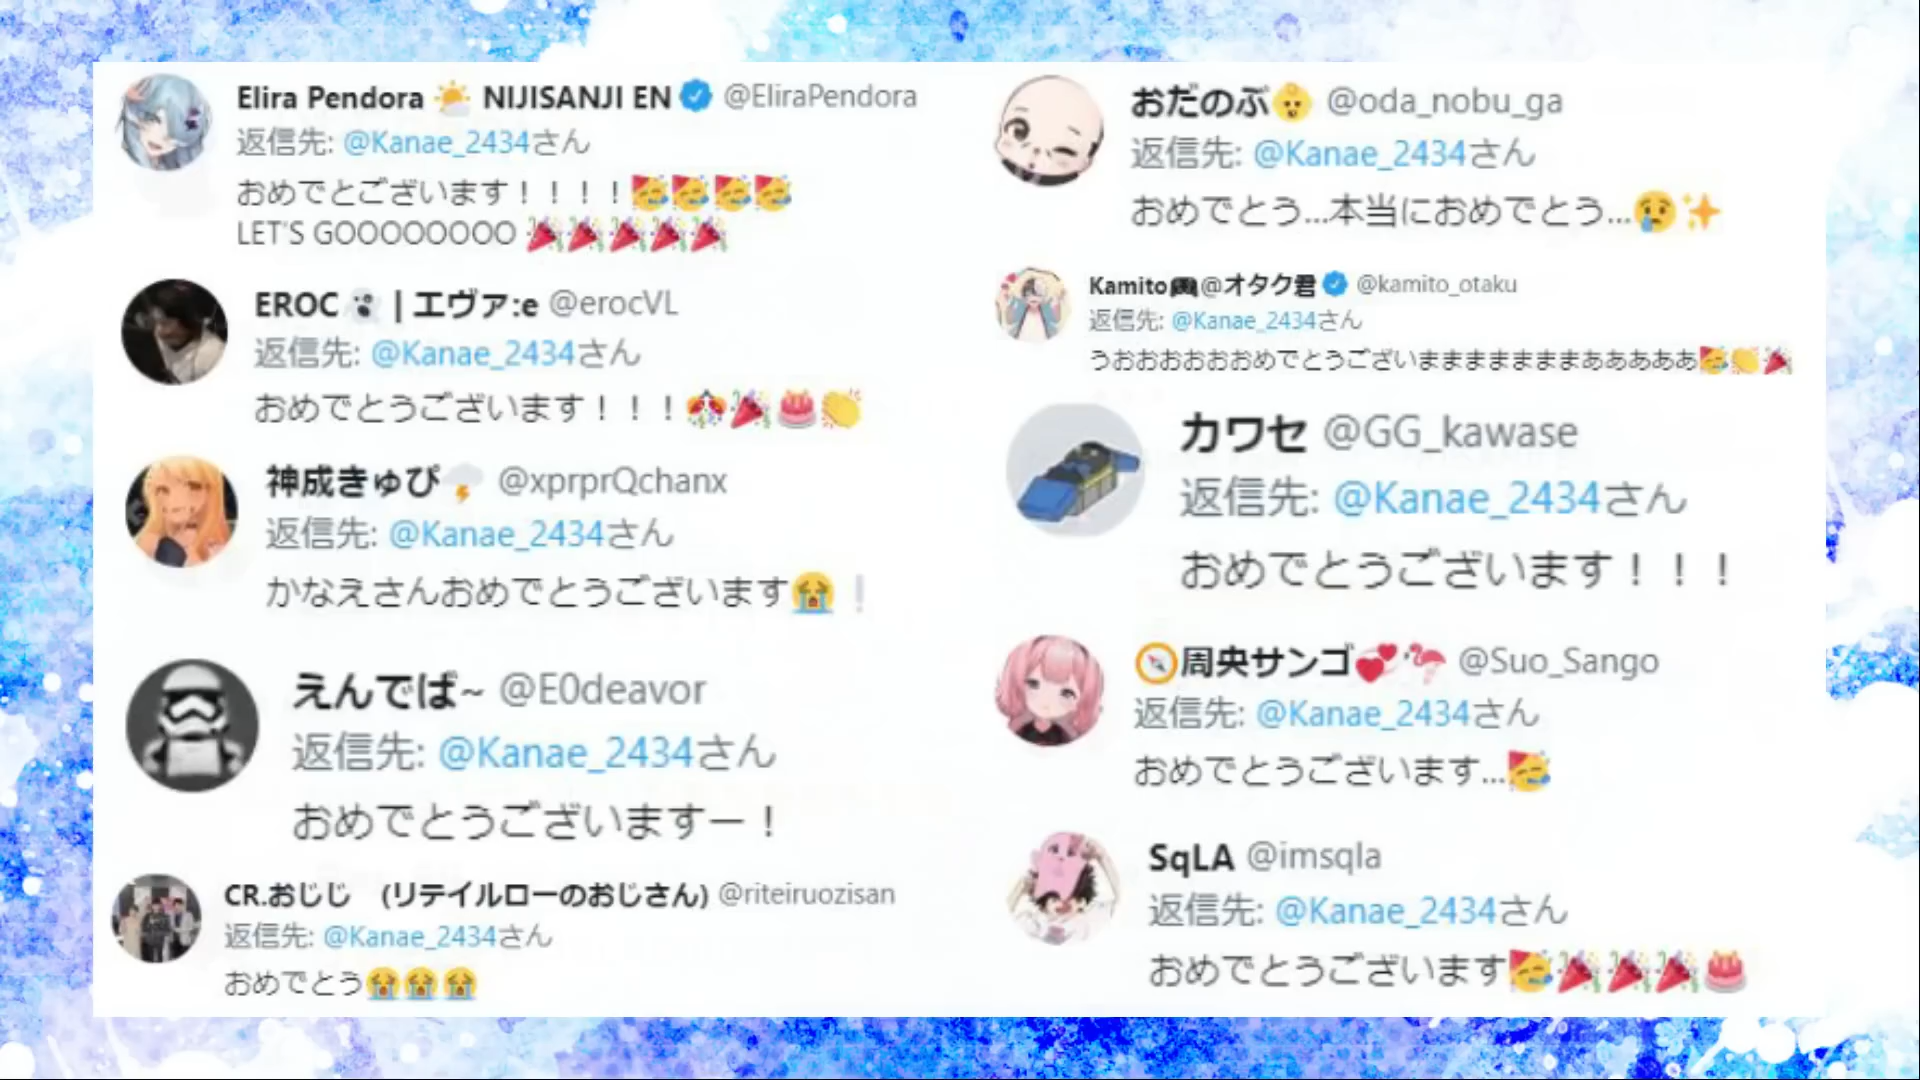 Elira Pendora 🌤️ NIJISANJI EN @EliraPendora
返信先: @Kanae_2434さん
おめでとございます！！！！🥳🥳🥳🥳
LET'S GOOOOOOOO 🎉🎉🎉🎉🎉
EROC👻 | エヴァ:e @erocVL
返信先: @Kanae_2434さん
おめでとうございます！！！🎊🎉🎂👏
神成きゅぴ🌩️ @xprprQchanx
返信先: @Kanae_2434さん
かなえさんおめでとうございます😭❕
えんでば~ @E0deavor
返信先: @Kanae_2434さん
おめでとうございますー！
CR.おじじ (リテイルローのおじさん) @riteiruozisan
返信先: @Kanae_2434さん
おめでとう😭😭😭
おだのぶ👶 @oda_nobu_ga
返信先: @Kanae_2434さん
おめでとう...本当におめでとう...😢✨
Kamito🎮@オタク君 @kamito_otaku
返信先: @Kanae_2434さん
うおおおおおおめでとうございままままままままあああああ🥳👏🎉
カワセ @GG_kawase
返信先: @Kanae_2434さん
おめでとうございます！！！
🧭周央サンゴ💞🦩 @Suo_Sango
返信先: @Kanae_2434さん
おめでとうございます...🥳
SqLA @imsqla
返信先: @Kanae_2434さん
おめでとうございます🥳🎉🎉🎉🎂